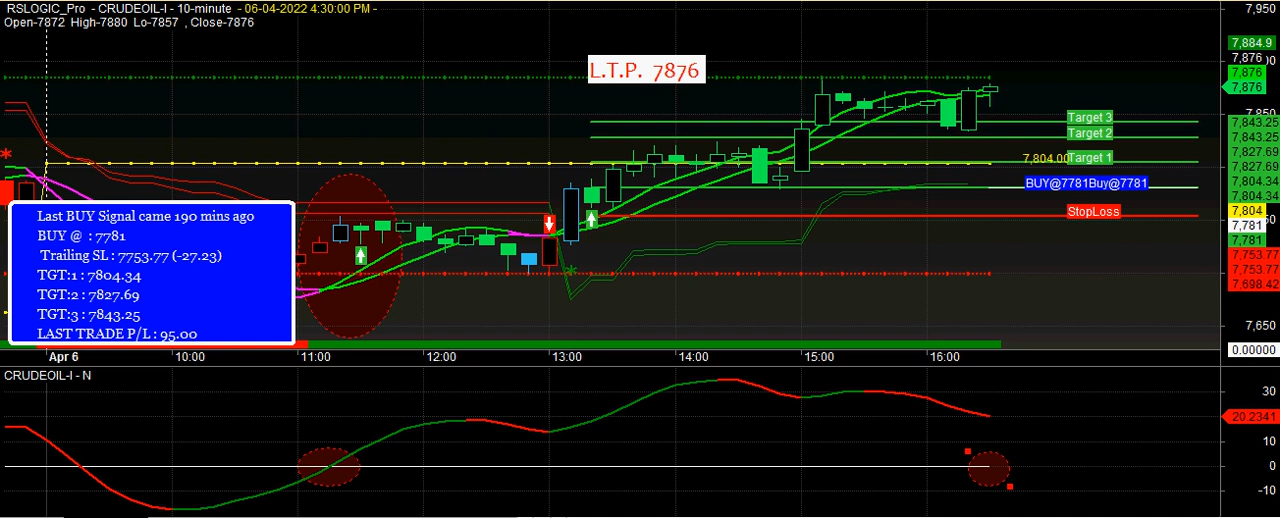 RSLOGIC_Pro - CRUDEOIL-I - 10-minute - 06-04-2022 4:30:00 PM -
Open-7872 High-7880 Lo-7857 , Close-7876
7,950
7,884.9
7,876
7,876
7,876
L.T.P. 7876
7,850
Target 3
7,843.25
Target 2
7,843.25
7,827.69
7,804.00
Target 1
7,827.69
7,804.34
BUY@7781Buy@7781
7,804.34
StopLoss
7,804
7,781
7,781
7,753.77
7,753.77
7,698.42
7,650
0.00000
Last BUY Signal came 190 mins ago
BUY @ : 7781
Trailing SL : 7753.77 (-27.23)
TGT:1 : 7804.34
TGT:2 : 7827.69
TGT:3 : 7843.25
LAST TRADE P/L : 95.00
Apr 6 10:00 11:00 12:00 13:00 14:00 15:00 16:00
CRUDEOIL-I - N
30
20.2341
10
0
-10